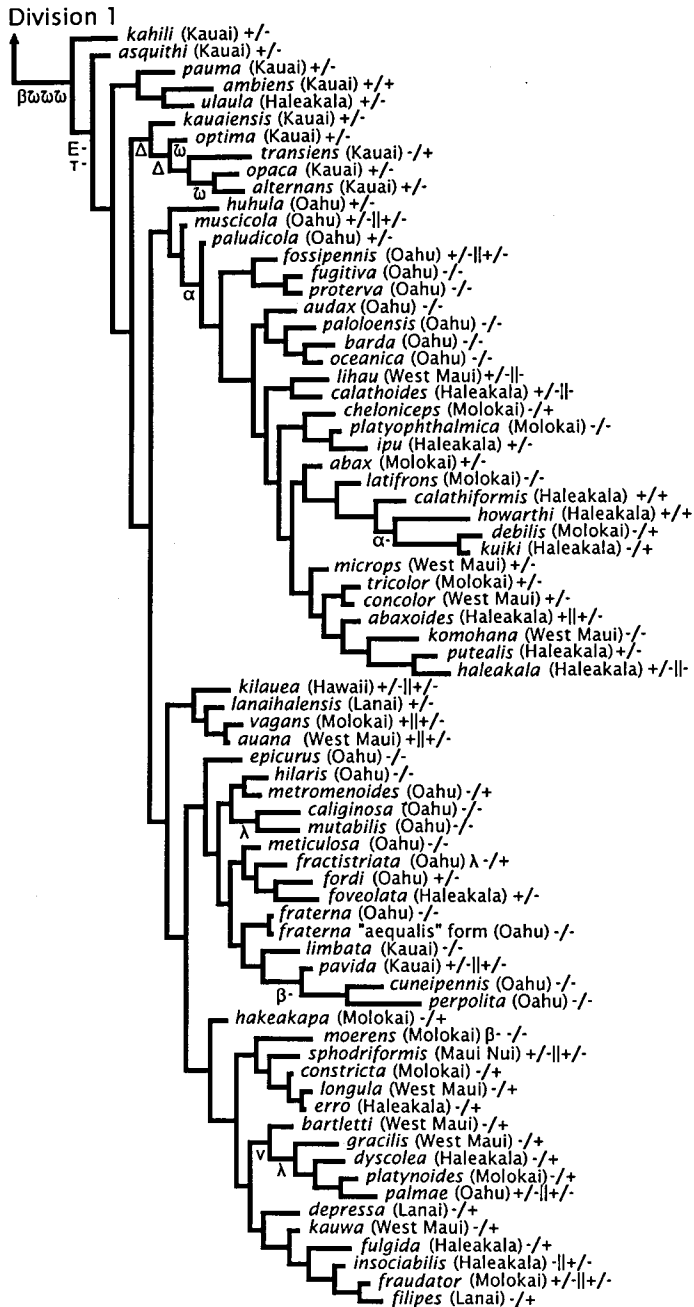 Division 1
kahili (Kauai) +/-
asquithi (Kauai) +/-
pauma (Kauai) +/-
ambiens (Kauai) +/+
βωωω
ulaula (Haleakala) +/-
kauaiensis (Kauai) +/-
optima (Kauai) +/-
E- Δ ω
transiens (Kauai) -/+
τ- Δ
opaca (Kauai) +/-
ω alternans (Kauai) +/-
huhula (Oahu) +/-
muscicola (Oahu) +/-||+/-
paludicola (Oahu) +/-
fossipennis (Oahu) +/-||+/-
fugitiva (Oahu) -/-
α proterva (Oahu) -/-
audax (Oahu) -/-
paloloensis (Oahu) -/-
barda (Oahu) -/-
oceanica (Oahu) -/-
lihau (West Maui) +/-||-
calathoides (Haleakala) +/-||-
cheloniceps (Molokai) -/+
platyophthalmica (Molokai) -/-
ipu (Haleakala) +/-
abax (Molokai) +/-
latifrons (Molokai) -/-
calathiformis (Haleakala) +/+
howarthi (Haleakala) +/+
debilis (Molokai) -/+
α-
kuiki (Haleakala) -/+
microps (West Maui) +/-
tricolor (Molokai) +/-
concolor (West Maui) +/-
abaxoides (Haleakala) +||+/-
komohana (West Maui) -/-
putealis (Haleakala) +/-
haleakala (Haleakala) +/-||-
kilauea (Hawaii) +/-||+/-
lanaihalensis (Lanai) +/-
vagans (Molokai) +||+/-
auana (West Maui) +||+/-
epicurus (Oahu) -/-
hilaris (Oahu) -/-
metromenoides (Oahu) -/+
caliginosa (Oahu) -/-
λ mutabilis (Oahu) -/-
meticulosa (Oahu) -/-
fractistriata (Oahu) λ -/+
fordi (Oahu) +/-
foveolata (Haleakala) +/-
fraterna (Oahu) -/-
fraterna "aequalis" form (Oahu) -/-
limbata (Kauai) -/-
pavida (Kauai) +/-||+/-
cuneipennis (Oahu) -/-
β-
perpolita (Oahu) -/-
hakeakapa (Molokai) -/+
moerens (Molokai) β- -/-
sphodriformis (Maui Nui) +/-||+/-
constricta (Molokai) -/+
longula (West Maui) -/+
erro (Haleakala) -/+
bartletti (West Maui) -/+
gracilis (West Maui) -/+
ν
dyscolea (Haleakala) -/+
λ
platynoides (Molokai) -/+
palmae (Oahu) +/-||+/-
depressa (Lanai) -/+
kauwa (West Maui) -/+
fulgida (Haleakala) -/+
insociabilis (Haleakala) -||+/-
fraudator (Molokai) +/-||+/-
filipes (Lanai) -/+